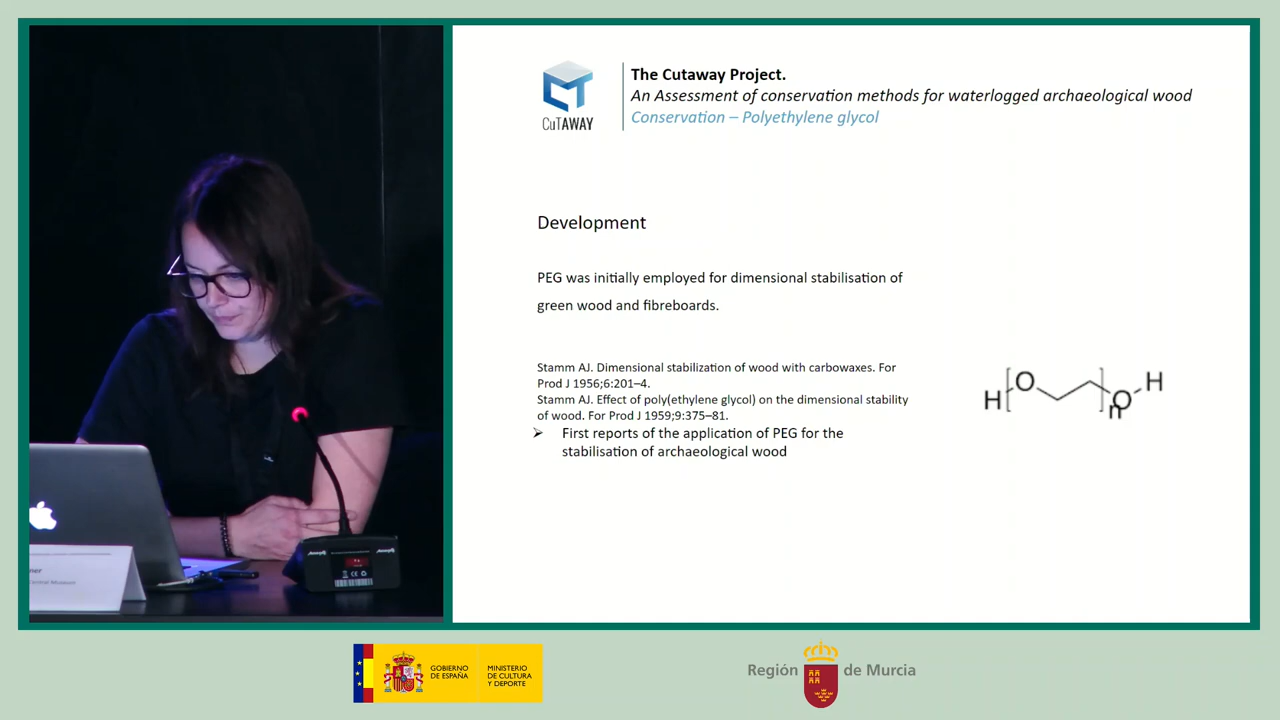 The Cutaway Project.
An Assessment of conservation methods for waterlogged archaeological wood
Conservation – Polyethylene glycol
CuTAWAY
Development
PEG was initially employed for dimensional stabilisation of
green wood and fibreboards.
Stamm AJ. Dimensional stabilization of wood with carbowaxes. For
Prod J 1956;6:201–4.
Stamm AJ. Effect of poly(ethylene glycol) on the dimensional stability
of wood. For Prod J 1959;9:375–81.
➢ First reports of the application of PEG for the
stabilisation of archaeological wood
H[O ]n O H
Central Museum
GOBIERNO
DE ESPAÑA
MINISTERIO
DE CULTURA
Y DEPORTE
Región de Murcia